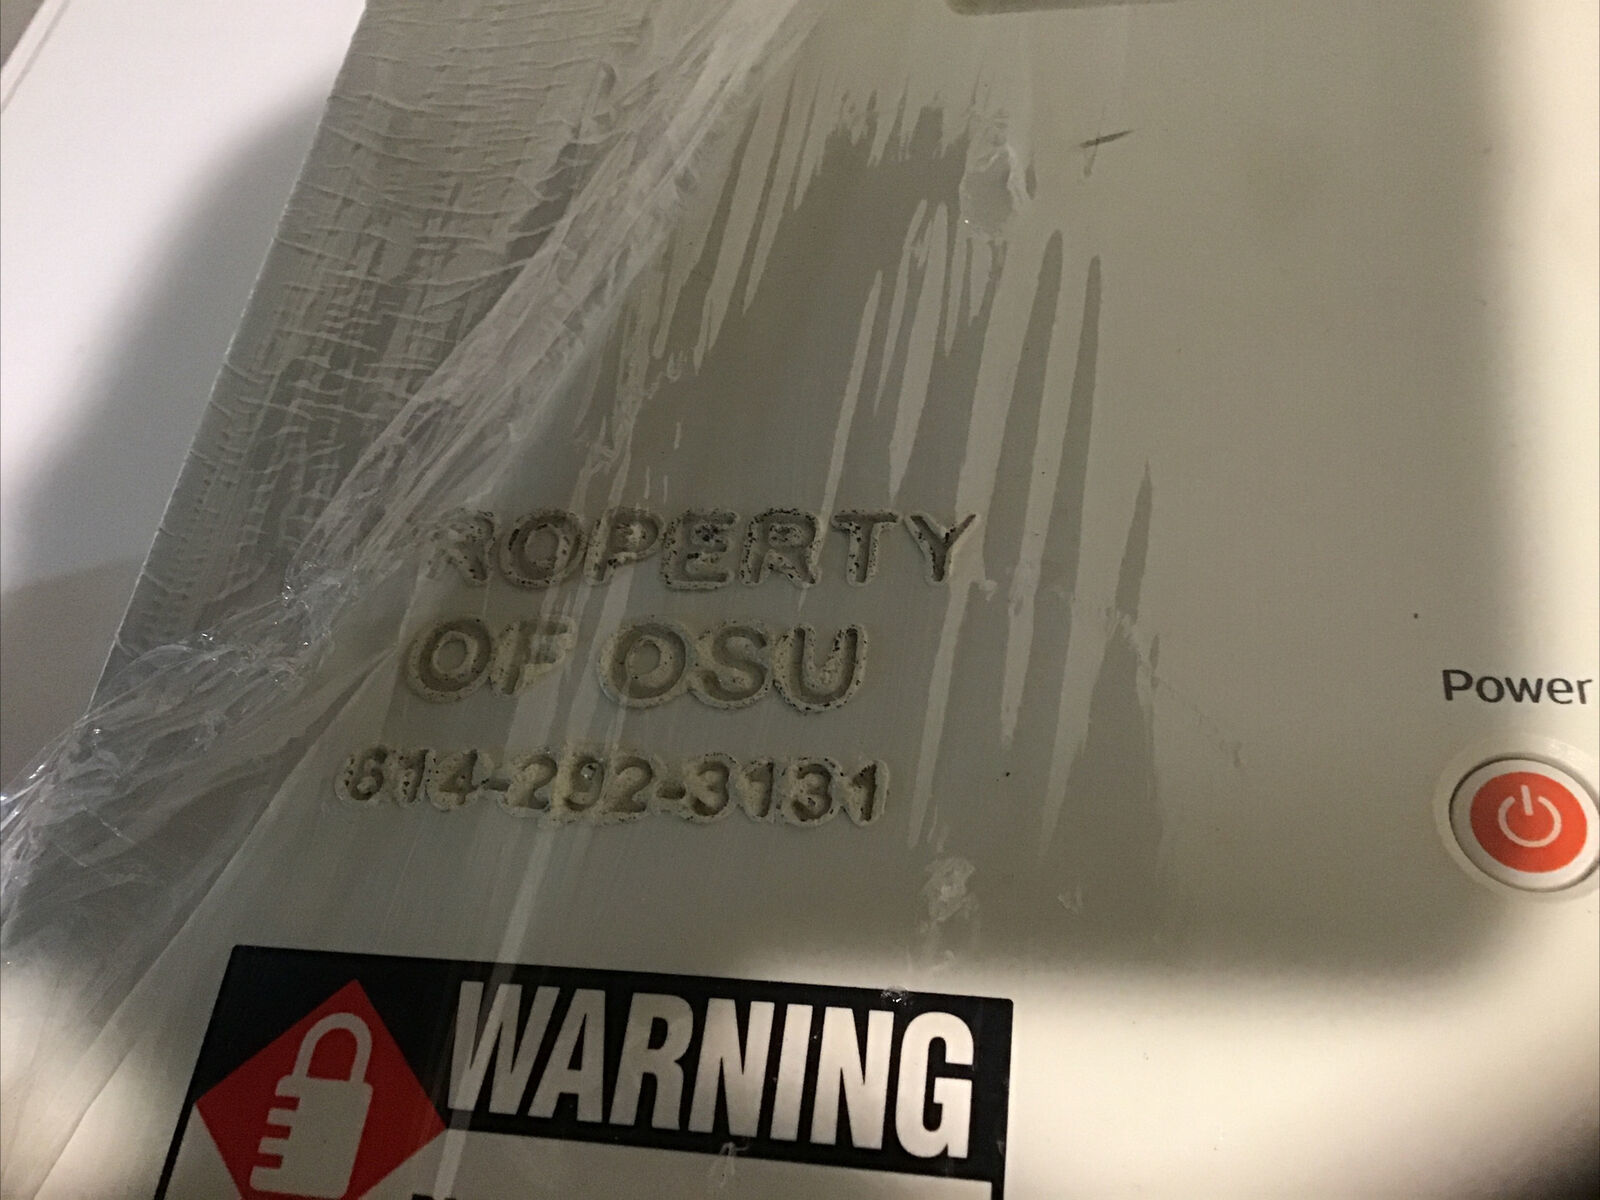 ROPERTY
OF OSU
614-292-3131
Power
WARNING